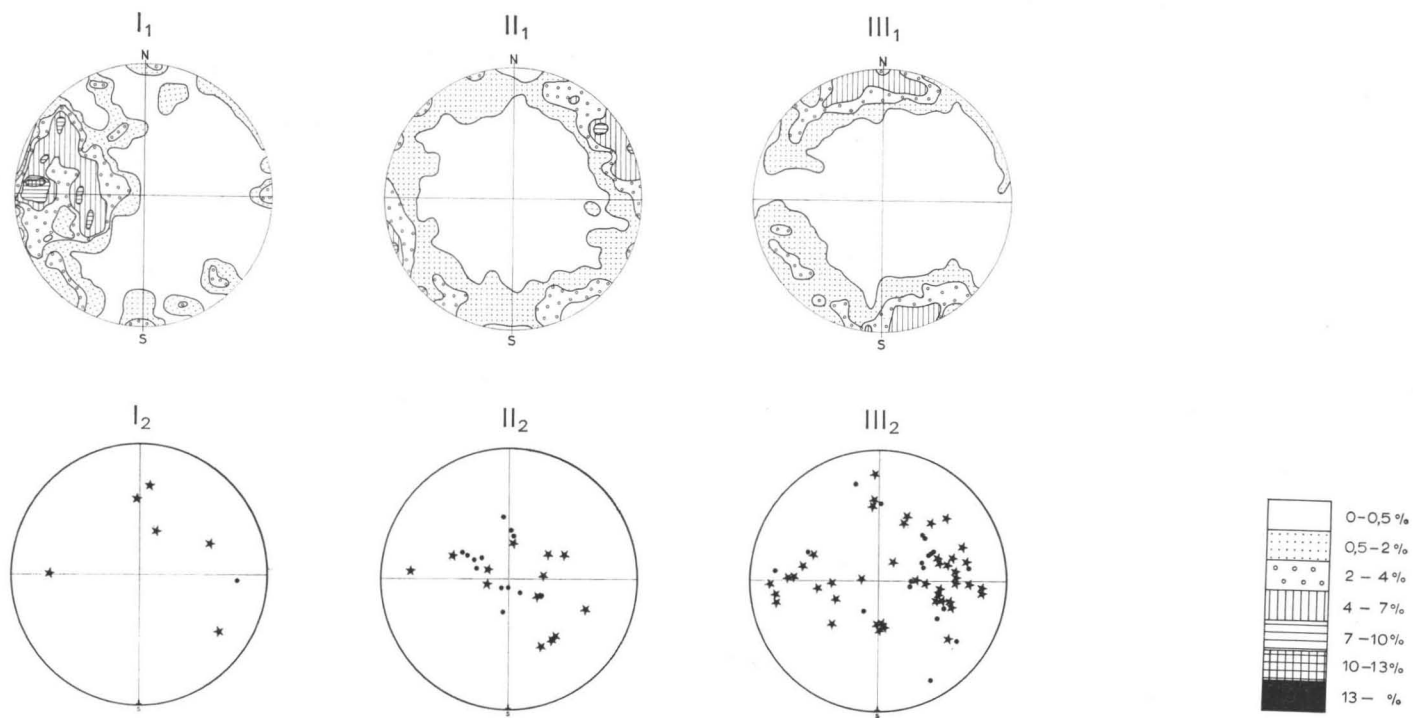 I₁ II₁ III₁
N N N
S S S
I₂ II₂ III₂
0–0,5%
0,5–2%
2 – 4%
4 – 7%
7–10%
10–13%
13– %
s s s